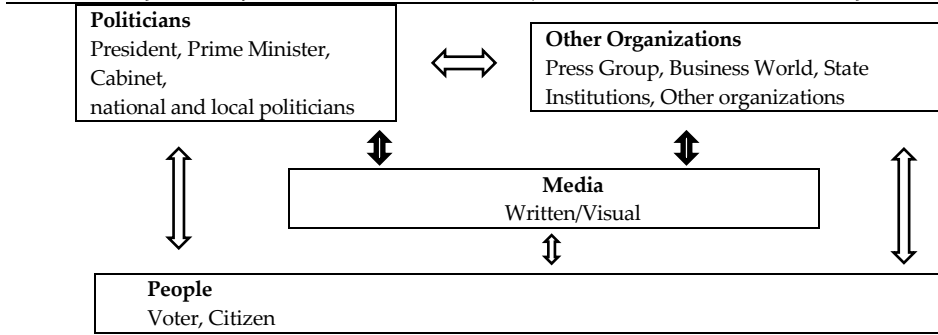 Politicians
President, Prime Minister,
Cabinet,
national and local politicians
Other Organizations
Press Group, Business World, State
Institutions, Other organizations
Media
Written/Visual
People
Voter, Citizen